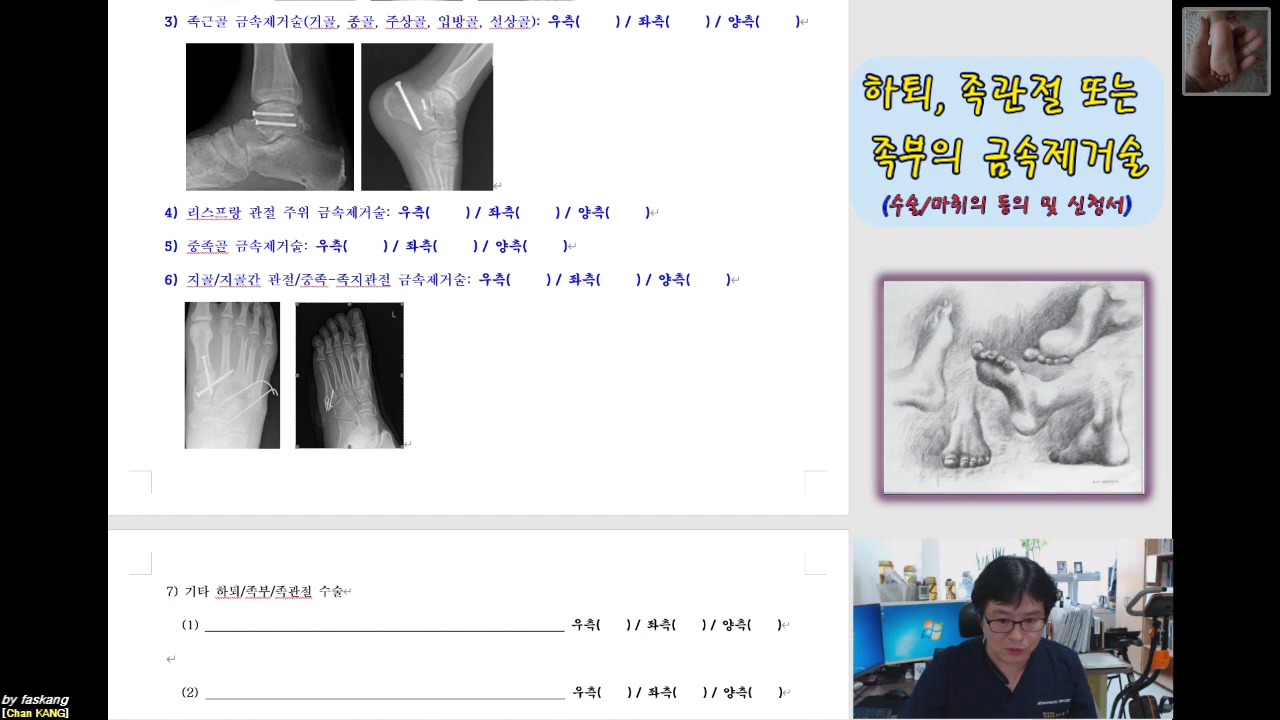 3) 족근골 금속제거술(거골, 종골, 주상골, 입방골, 설상골): 우측( ) / 좌측( ) / 양측( )
4) 리스프랑 관절 주위 금속제거술: 우측( ) / 좌측( ) / 양측( )
5) 중족골 금속제거술: 우측( ) / 좌측( ) / 양측( )
6) 지골/지골간 관절/중족-족지관절 금속제거술: 우측( ) / 좌측( ) / 양측( )
L
7) 기타 하퇴/족부/족관절 수술
(1) ____________________ 우측( ) / 좌측( ) / 양측( )
(2) ____________________ 우측( ) / 좌측( ) / 양측( )
하퇴, 족관절 또는
족부의 금속제거술
(수술/마취의 동의 및 신청서)
by faskang
[Chan KANG]